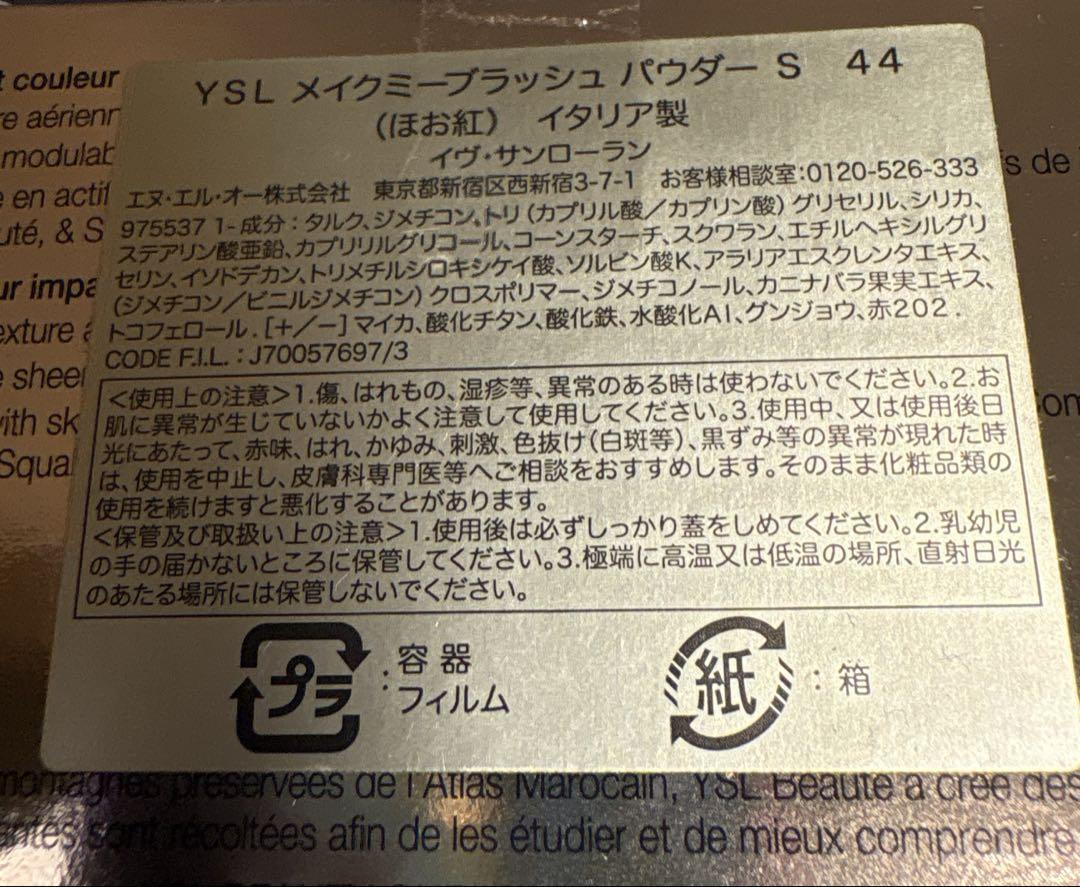 t couleur
re aérienn
modulab
e en actif
uté, & S
ur impa
exture a
e sheer
with sk
Squa
YSL メイクミーブラッシュ パウダー S 44
(ほお紅) イタリア製
イヴ・サンローラン
エヌ・エル・オー株式会社 東京都新宿区西新宿3-7-1 お客様相談室:0120-526-333
975537 1-成分:タルク、ジメチコン、トリ(カプリル酸/カプリン酸)グリセリル、シリカ、
ステアリン酸亜鉛、カプリリルグリコール、コーンスターチ、スクワラン、エチルヘキシルグリ
セリン、イソドデカン、トリメチルシロキシケイ酸、ソルビン酸K、アラリアエスクレンタエキス、
(ジメチコン/ビニルジメチコン)クロスポリマー、ジメチコノール、カニナバラ果実エキス、
トコフェロール.[+/-]マイカ、酸化チタン、酸化鉄、水酸化Al、グンジョウ、赤202.
CODE F.I.L.:J70057697/3
<使用上の注意>1.傷、はれもの、湿疹等、異常のある時は使わないでください。2.お
肌に異常が生じていないかよく注意して使用してください。3.使用中、又は使用後日
光にあたって、赤味、はれ、かゆみ、刺激、色抜け(白斑等)、黒ずみ等の異常が現れた時
は、使用を中止し、皮膚科専門医等へご相談をおすすめします。そのまま化粧品類の
使用を続けますと悪化することがあります。
<保管及び取扱い上の注意>1.使用後は必ずしっかり蓋をしめてください。2.乳幼児
の手の届かないところに保管してください。3.極端に高温又は低温の場所、直射日光
のあたる場所には保管しないでください。
プラ:容器
フィルム
紙:箱
fs de
Com
montagnes préservées de l'Atlas Marocain, YSL Beauté a créé des
antes sont récoltées afin de les étudier et de mieux comprendre